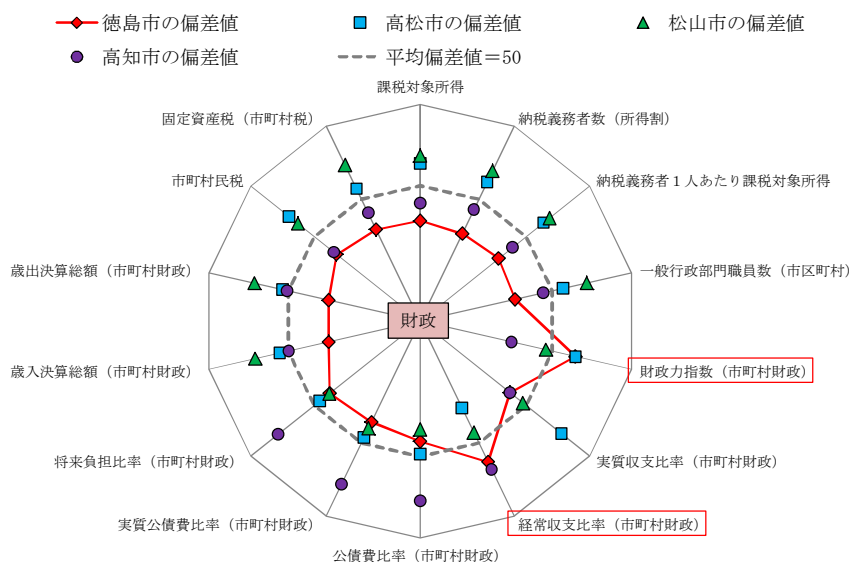 徳島市の偏差値
高松市の偏差値
松山市の偏差値
高知市の偏差値
平均偏差値＝50
課税対象所得
固定資産税（市町村税）
納税義務者数（所得割）
市町村民税
納税義務者１人あたり課税対象所得
歳出決算総額（市町村財政）
一般行政部門職員数（市区町村）
財政
歳入決算総額（市町村財政）
財政力指数（市町村財政）
将来負担比率（市町村財政）
実質収支比率（市町村財政）
実質公債費比率（市町村財政）
経常収支比率（市町村財政）
公債費比率（市町村財政）